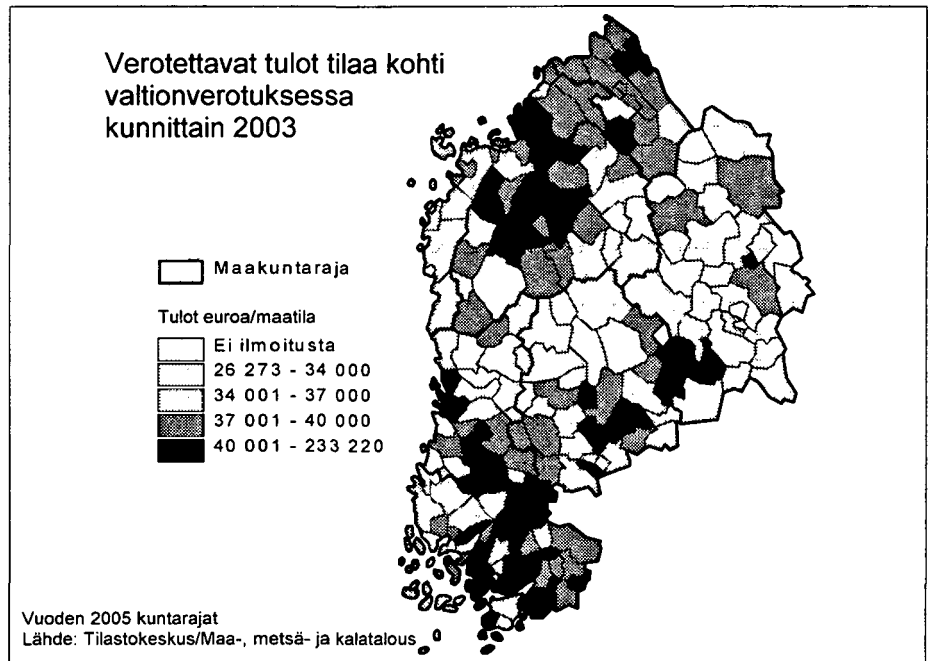 Verotettavat tulot tilaa kohti
valtionverotuksessa
kunnittain 2003
Maakuntaraja
Tulot euroa/maatila
Ei ilmoitusta
26 273 - 34 000
34 001 - 37 000
37 001 - 40 000
40 001 - 233 220
Vuoden 2005 kuntarajat
Lähde: Tilastokeskus/Maa-, metsä- ja kalatalous